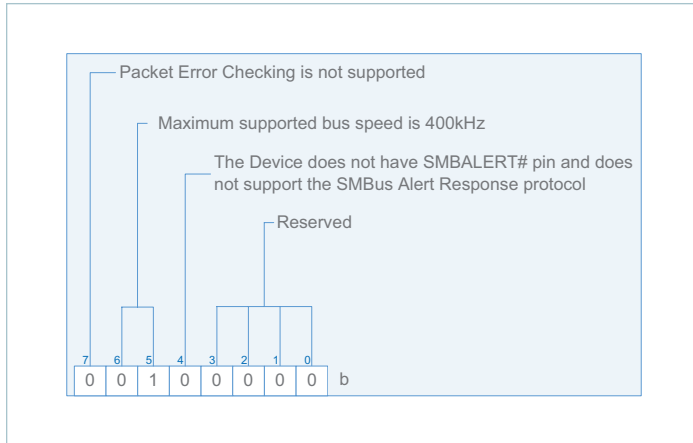 Packet Error Checking is not supported
Maximum supported bus speed is 400kHz
The Device does not have SMBALERT# pin and does
not support the SMBus Alert Response protocol
Reserved
7 6 5 4 3 2 1 0
0 0 1 0 0 0 0 0 b